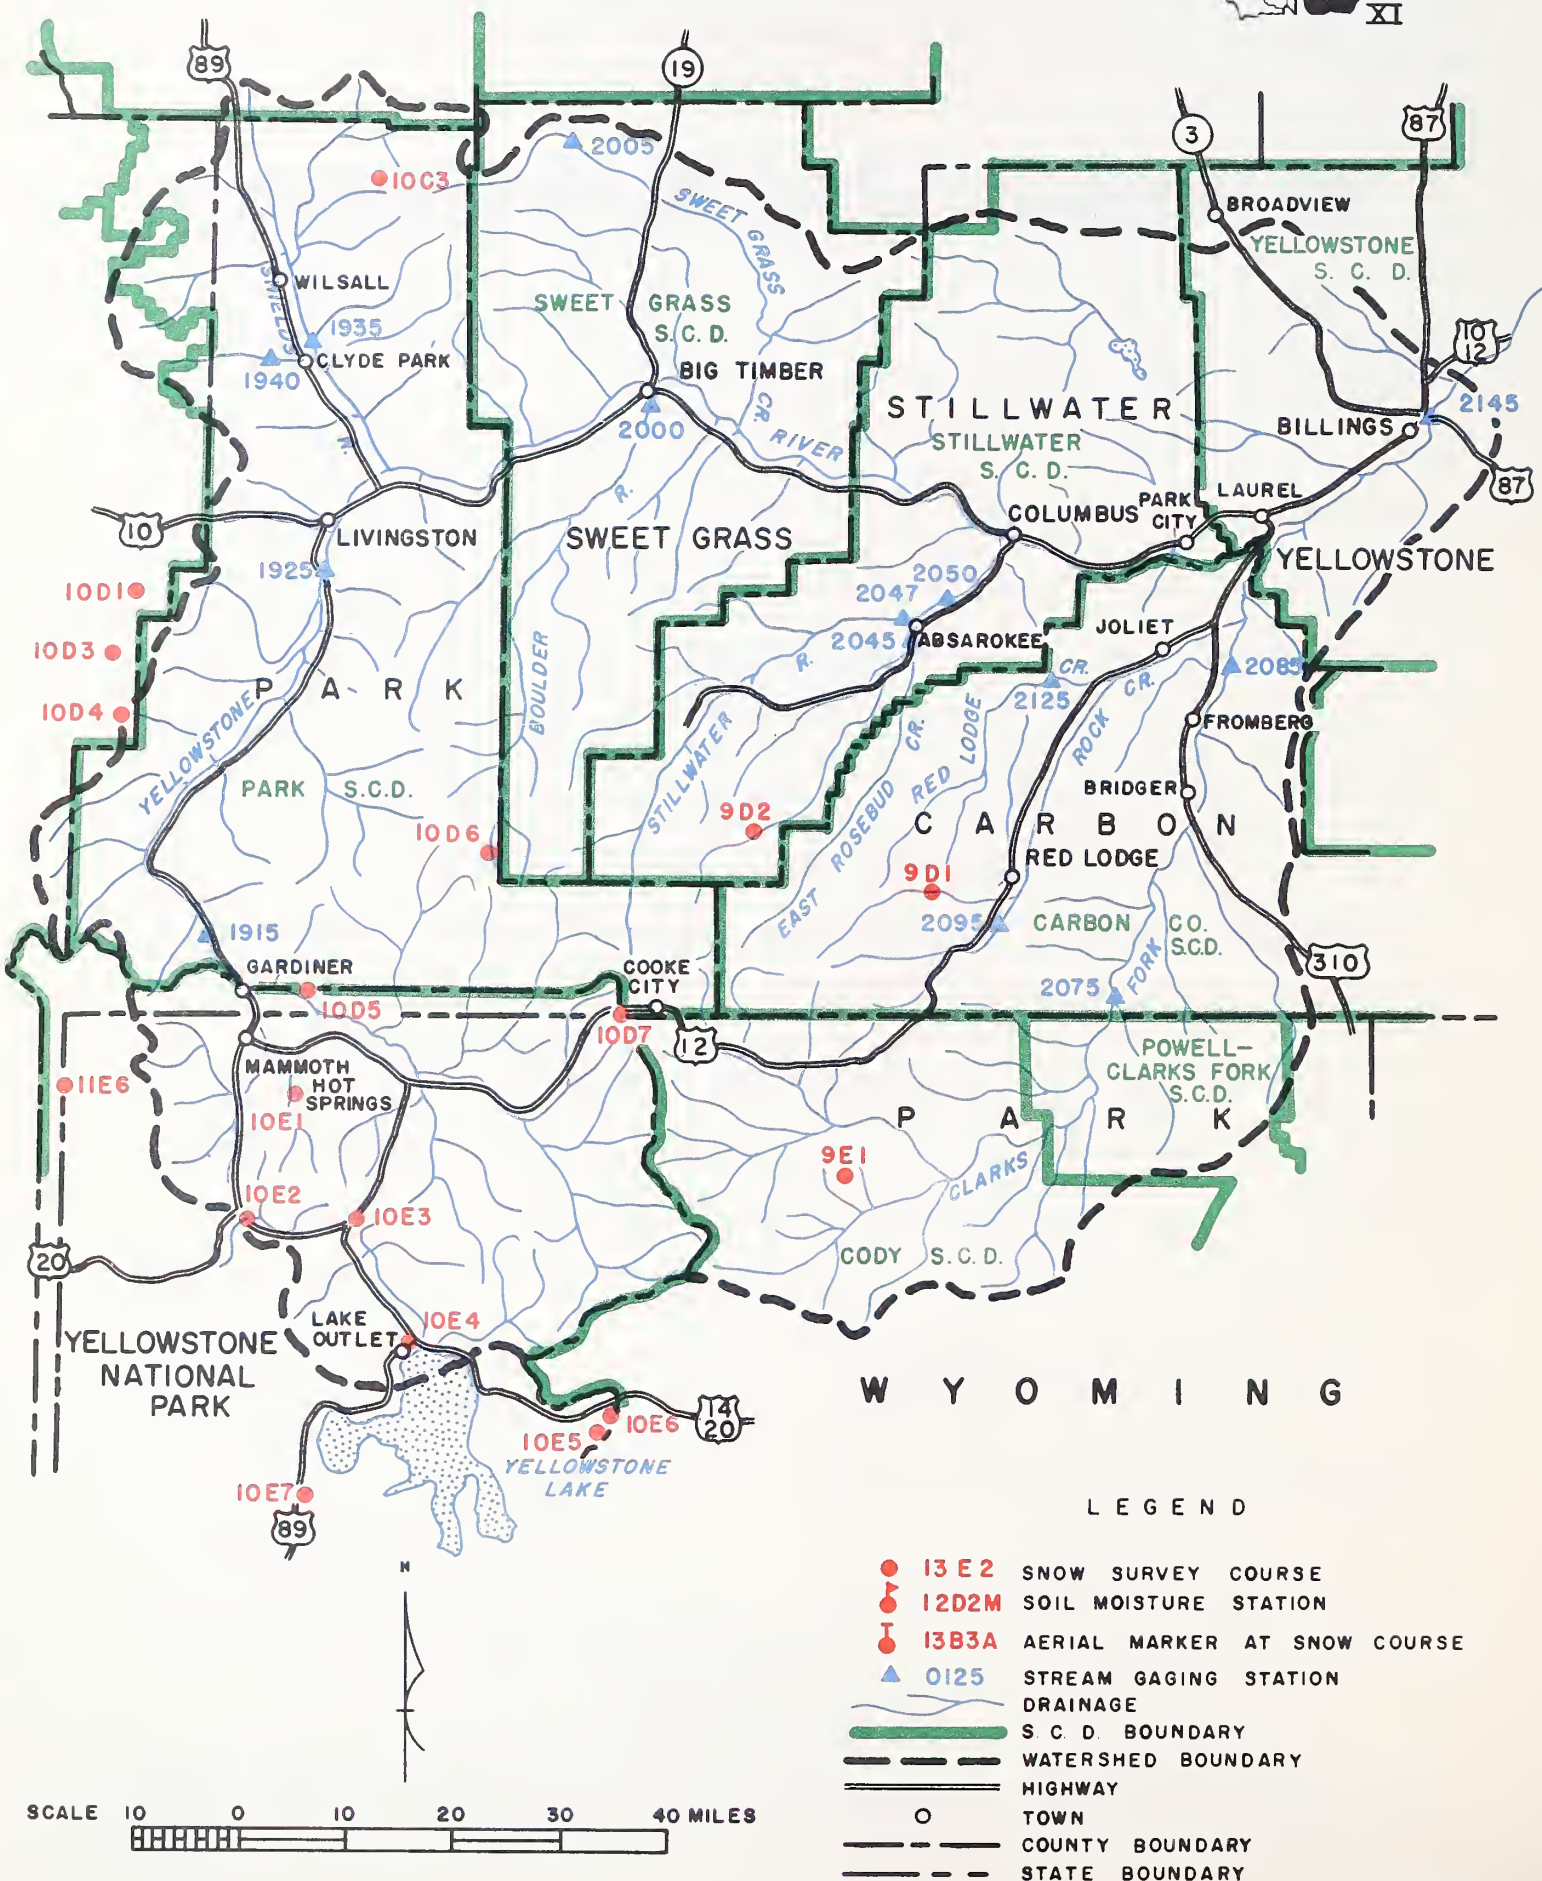 XI
89
19
3
87
2005
10C3
SWEET GRASS
BROADVIEW
YELLOWSTONE
S. C. D.
WILSALL
SHIELDS
SWEET GRASS
S. C. D.
1935
10
12
CLYDE PARK
1940
BIG TIMBER
STILLWATER
2145
2000
CR.
RIVER
STILLWATER
S. C. D.
BILLINGS
R.
87
R.
LAUREL
PARK
CITY
COLUMBUS
10
LIVINGSTON
SWEET GRASS
YELLOWSTONE
1925
2050
10D1
2047
2045
ABSAROKEE
JOLIET
10D3
BOULDER
R.
CR.
2085
PARK
2125
CR.
10D4
YELLOWSTONE
STILLWATER
CR.
RED LODGE
ROCK
FROMBERG
PARK S.C.D.
BRIDGER
10D6
9D2
EAST ROSEBUD
CARBON
RED LODGE
9D1
1915
2095
CARBON CO.
S.C.D.
GARDINER
COOKE
CITY
FORK
310
10D5
2075
10D7
12
MAMMOTH
HOT
SPRINGS
POWELL-
CLARKS FORK
S.C.D.
11E6
10E1
PARK
9E1
CLARKS
10E2
10E3
20
CODY S.C.D.
LAKE
OUTLET
10E4
YELLOWSTONE
NATIONAL
PARK
WYOMING
14
20
10E6
10E5
YELLOWSTONE
LAKE
10E7
89
LEGEND
N
13E2 SNOW SURVEY COURSE
12D2M SOIL MOISTURE STATION
13B3A AERIAL MARKER AT SNOW COURSE
0125 STREAM GAGING STATION
DRAINAGE
S. C. D. BOUNDARY
WATERSHED BOUNDARY
HIGHWAY
TOWN
COUNTY BOUNDARY
STATE BOUNDARY
SCALE 10 0 10 20 30 40 MILES